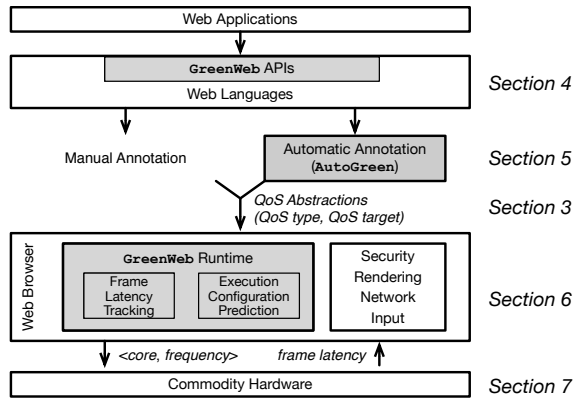 Web Applications
GreenWeb APIs
Web Languages
Section 4
Manual Annotation
Automatic Annotation
(AutoGreen)
Section 5
QoS Abstractions
(QoS type, QoS target)
Section 3
Web Browser
GreenWeb Runtime
Frame
Latency
Tracking
Execution
Configuration
Prediction
Security
Rendering
Network
Input
Section 6
<core, frequency>
frame latency
Commodity Hardware
Section 7